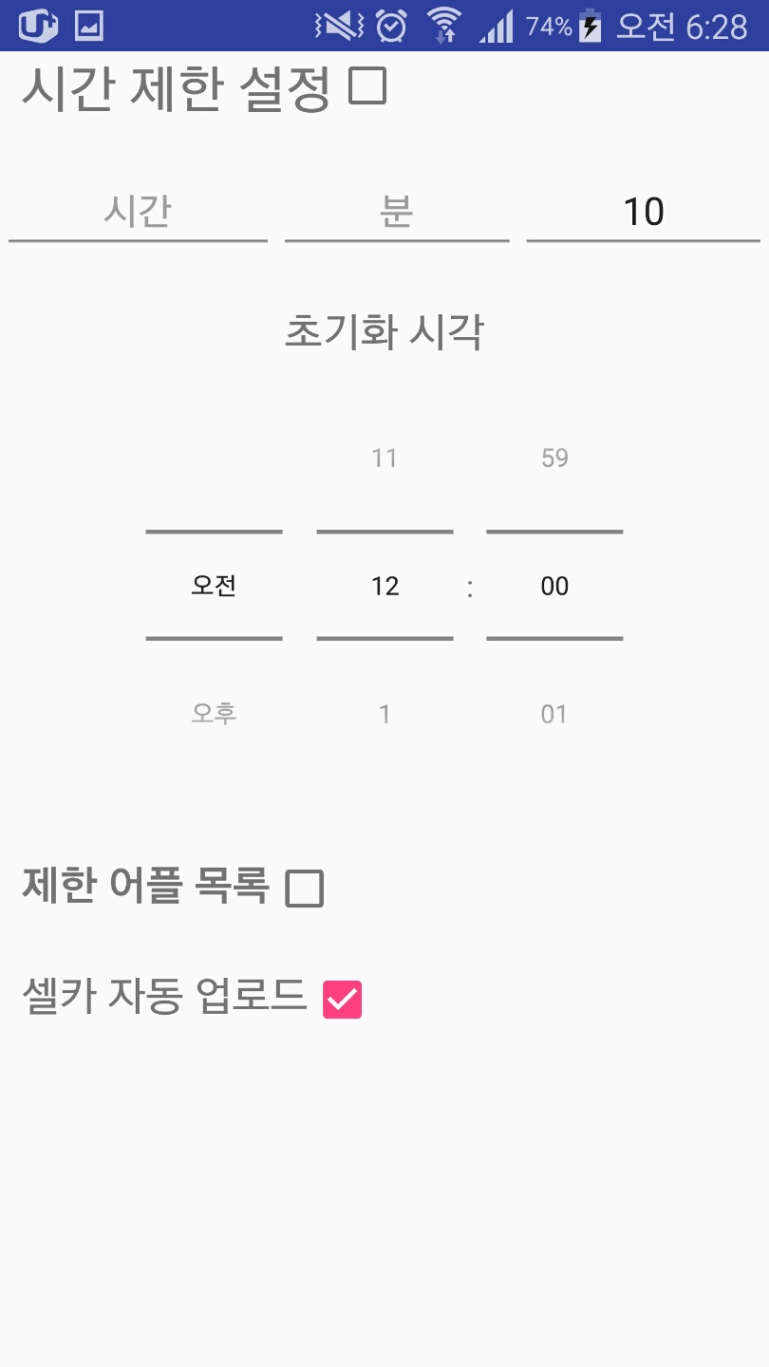 U+ 74% 오전 6:28
시간 제한 설정
시간 분 10
초기화 시각
11 59
오전 12 : 00
오후 1 01
제한 어플 목록
셀카 자동 업로드